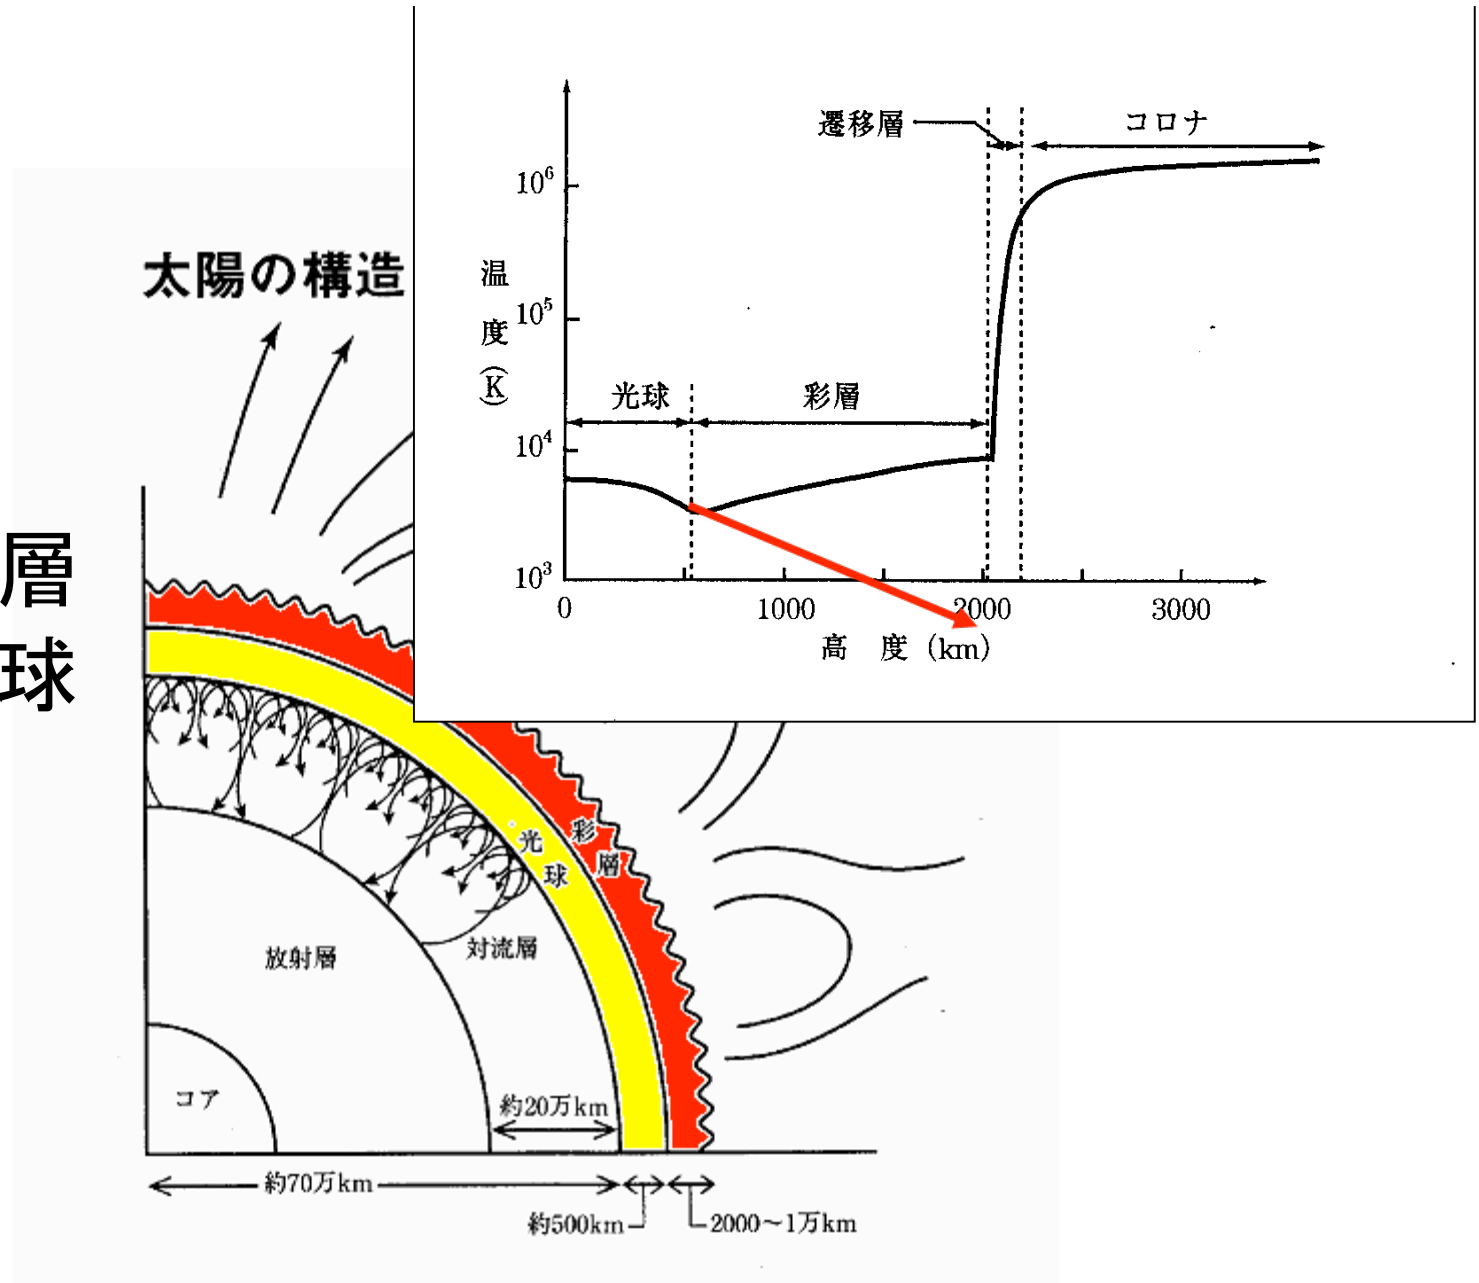 遷移層
コロナ
10⁶
10⁵
10⁴
10³
温度(K)
光球
彩層
0
1000
2000
3000
高 度 (km)
太陽の構造
層
球
彩層
光球
対流層
放射層
コア
約20万km
約70万km
約500km
2000〜1万km